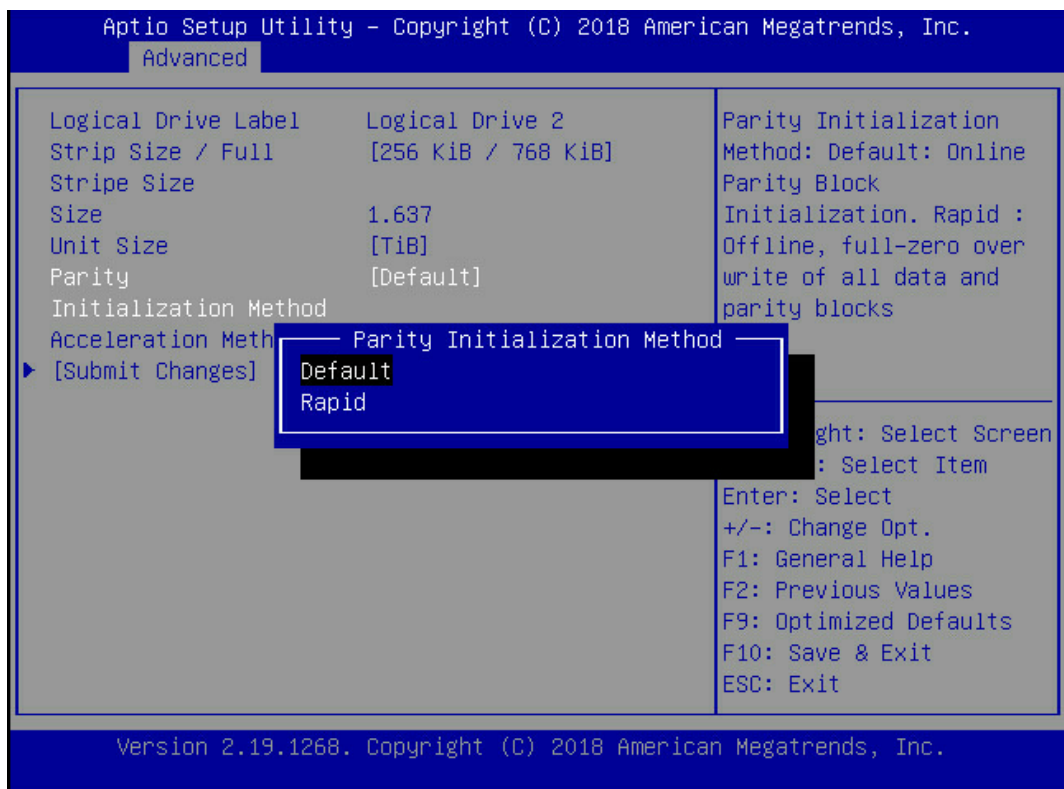 Aptio Setup Utility – Copyright (C) 2018 American Megatrends, Inc.
Advanced
Logical Drive Label Logical Drive 2
Strip Size / Full [256 KiB / 768 KiB]
Stripe Size
Size 1.637
Unit Size [TiB]
Parity [Default]
Initialization Method
Acceleration Meth
[Submit Changes]
Parity Initialization Method
Default
Rapid
Parity Initialization
Method: Default: Online
Parity Block
Initialization. Rapid :
Offline, full-zero over
write of all data and
parity blocks
ght: Select Screen
: Select Item
Enter: Select
+/-: Change Opt.
F1: General Help
F2: Previous Values
F9: Optimized Defaults
F10: Save & Exit
ESC: Exit
Version 2.19.1268. Copyright (C) 2018 American Megatrends, Inc.